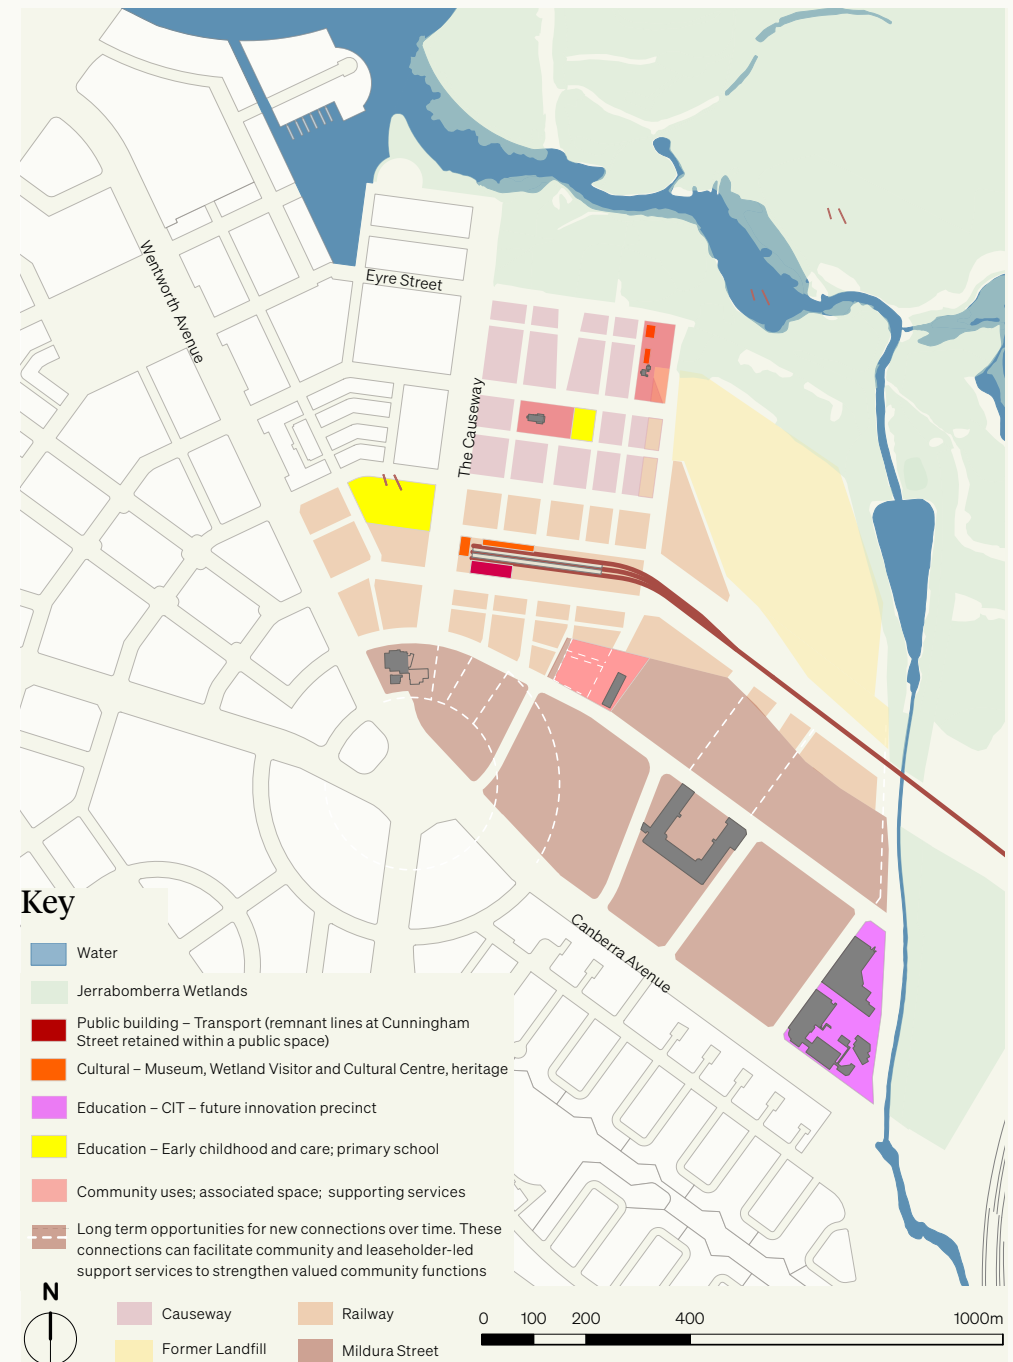 Wentworth Avenue
Eyre Street
The Causeway
Canberra Avenue
Key
Water
Jerrabomberra Wetlands
Public building – Transport (remnant lines at Cunningham
Street retained within a public space)
Cultural – Museum, Wetland Visitor and Cultural Centre, heritage
Education – CIT – future innovation precinct
Education – Early childhood and care; primary school
Community uses; associated space; supporting services
Long term opportunities for new connections over time. These
connections can facilitate community and leaseholder-led
support services to strengthen valued community functions
N
Causeway
Railway
Former Landfill
Mildura Street
0 100 200 400 1000m